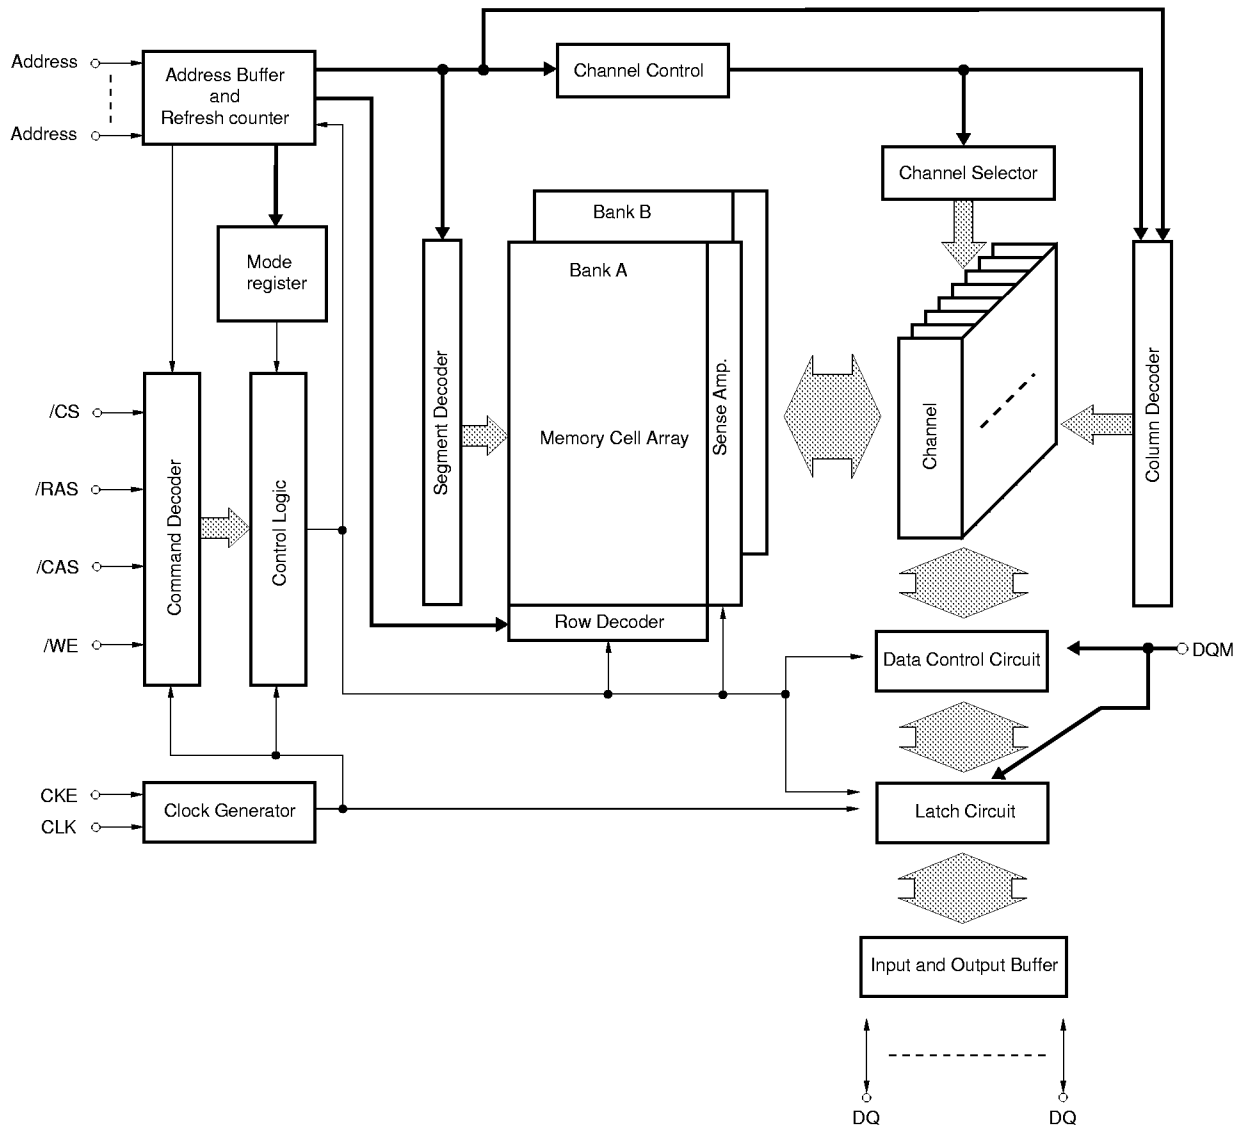 Address
Address
Address Buffer
and
Refresh counter
Channel Control
Channel Selector
Mode
register
Bank B
Bank A
Memory Cell Array
Sense Amp.
Segment Decoder
Row Decoder
Channel
Column Decoder
/CS
/RAS
/CAS
/WE
Command Decoder
Control Logic
Data Control Circuit
DQM
CKE
CLK
Clock Generator
Latch Circuit
Input and Output Buffer
DQ
DQ